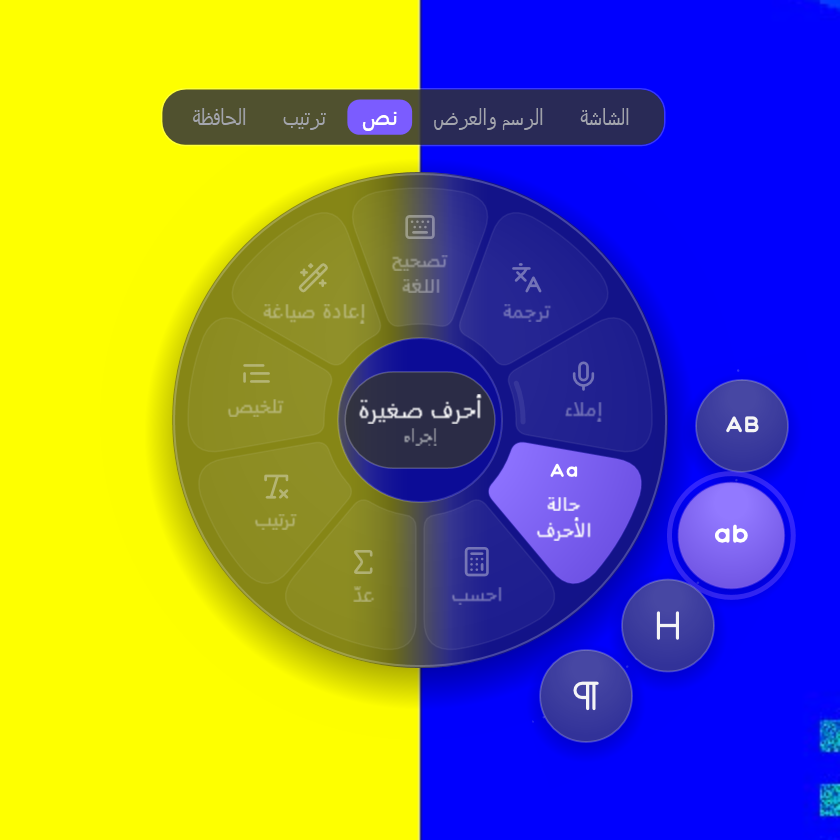 الشاشة
الرسم والعرض
نص
ترتيب
الحافظة
تصحيح
اللغة
ترجمة
إملاء
Aa
حالة
الأحرف
احسب
Σ
عدّ
ترتيب
تلخيص
إعادة صياغة
أحرف صغيرة
إجراء
AB
ab
H
¶